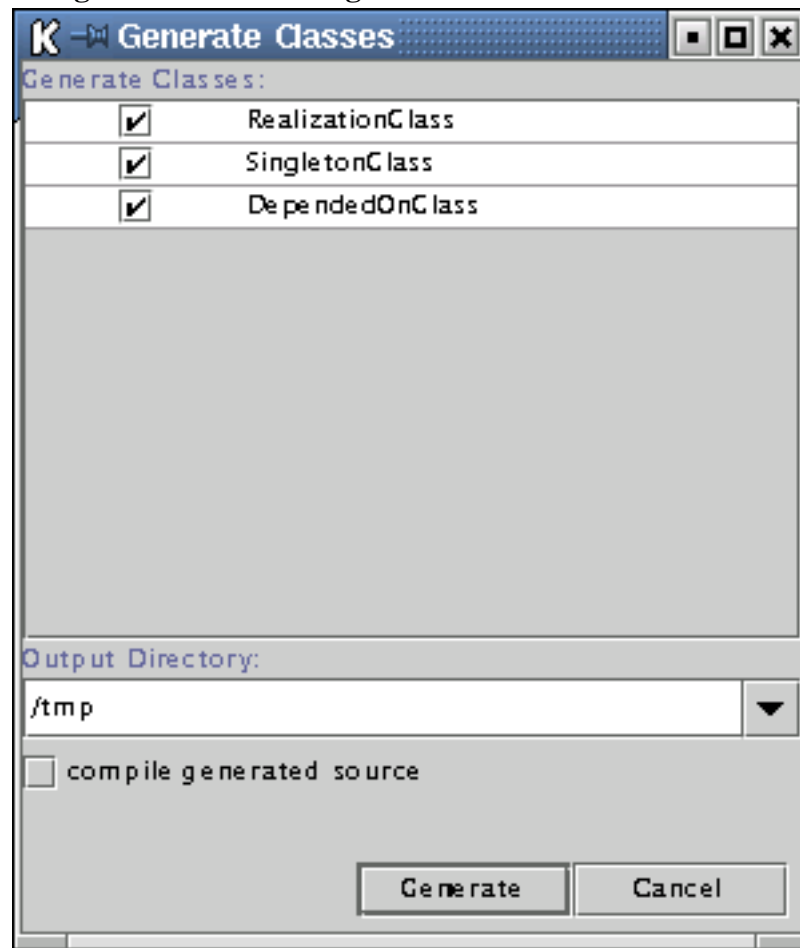 Generate Classes
Generate Classes:
RealizationClass
SingletonClass
DependedOnClass
Output Directory:
/tmp
compile generated source
Generate Cancel